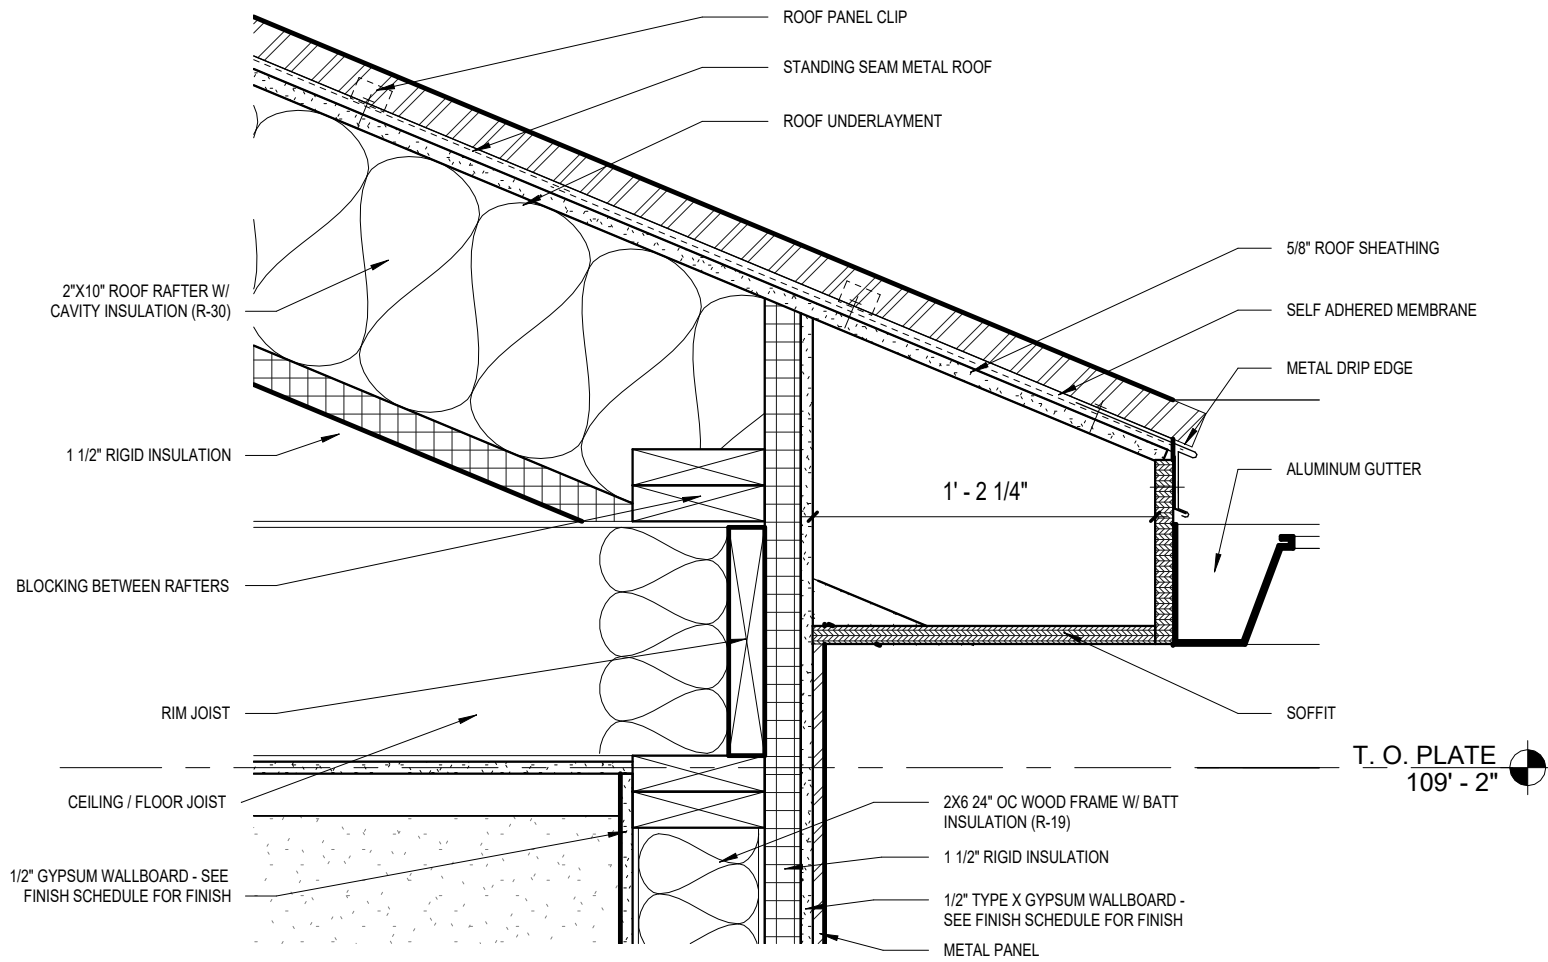 ROOF PANEL CLIP
STANDING SEAM METAL ROOF
ROOF UNDERLAYMENT
5/8" ROOF SHEATHING
SELF ADHERED MEMBRANE
METAL DRIP EDGE
ALUMINUM GUTTER
2"X10" ROOF RAFTER W/
CAVITY INSULATION (R-30)
1 1/2" RIGID INSULATION
1' - 2 1/4"
BLOCKING BETWEEN RAFTERS
RIM JOIST
SOFFIT
T. O. PLATE
109' - 2"
CEILING / FLOOR JOIST
1/2" GYPSUM WALLBOARD - SEE
FINISH SCHEDULE FOR FINISH
2X6 24" OC WOOD FRAME W/ BATT
INSULATION (R-19)
1 1/2" RIGID INSULATION
1/2" TYPE X GYPSUM WALLBOARD -
SEE FINISH SCHEDULE FOR FINISH
METAL PANEL